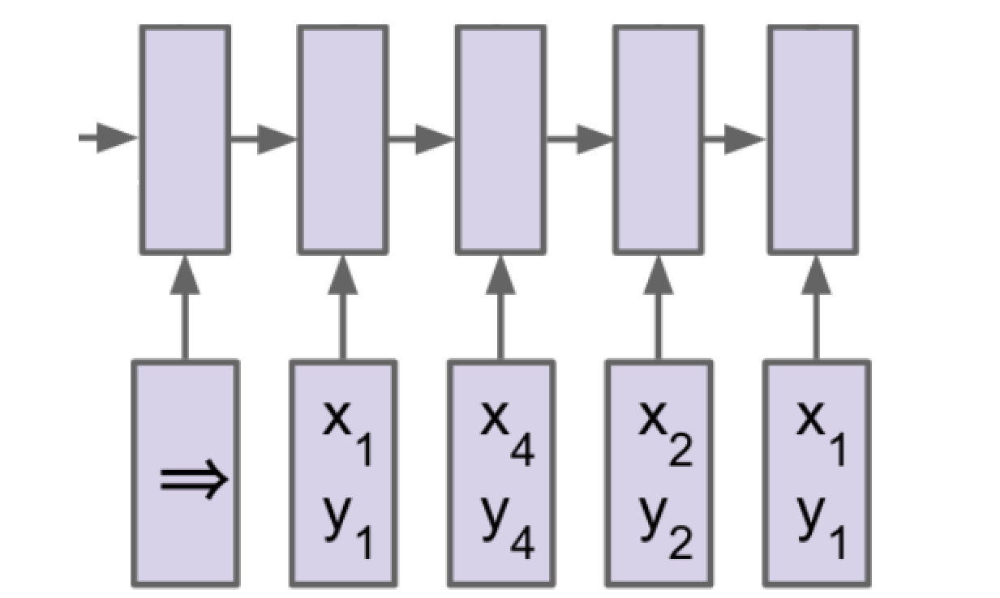 ⇒
x₁
y₁
x₄
y₄
x₂
y₂
x₁
y₁